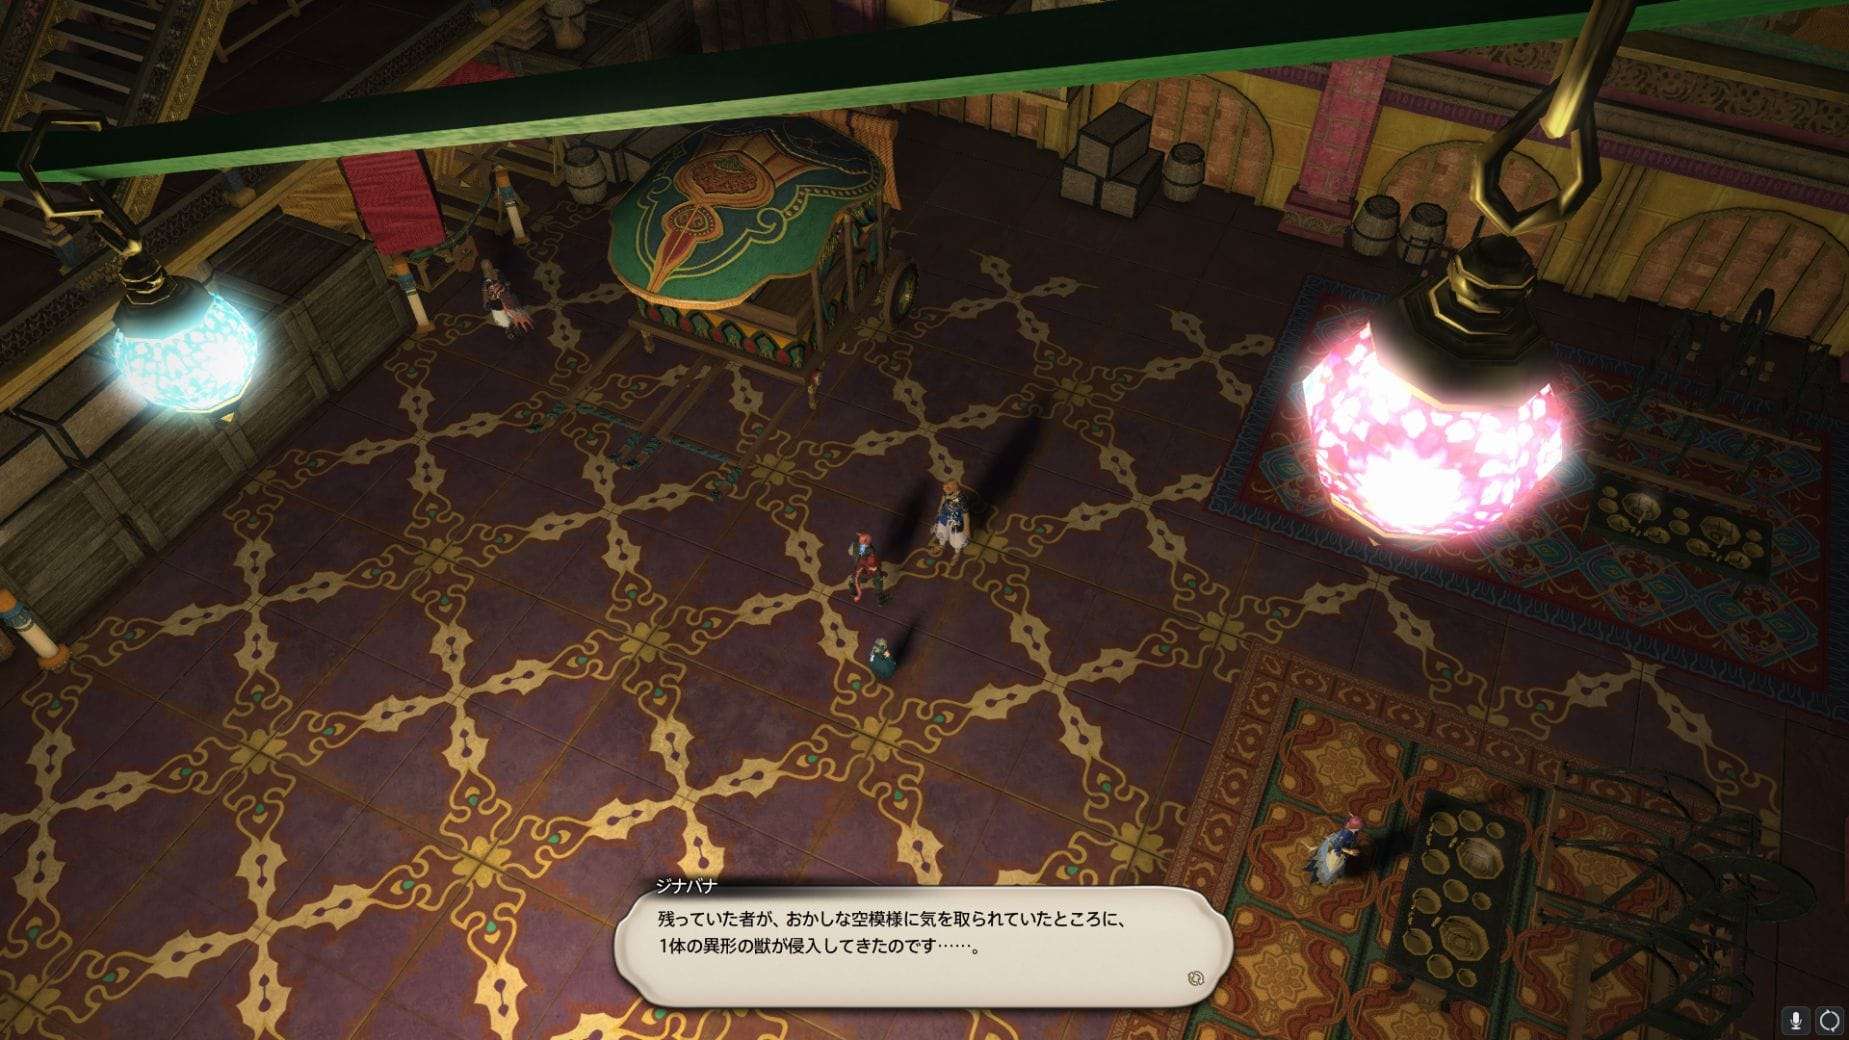 ジナバナ
残っていた者が、おかしな空模様に気を取られていたところに、
1体の異形の獣が侵入してきたのです……。